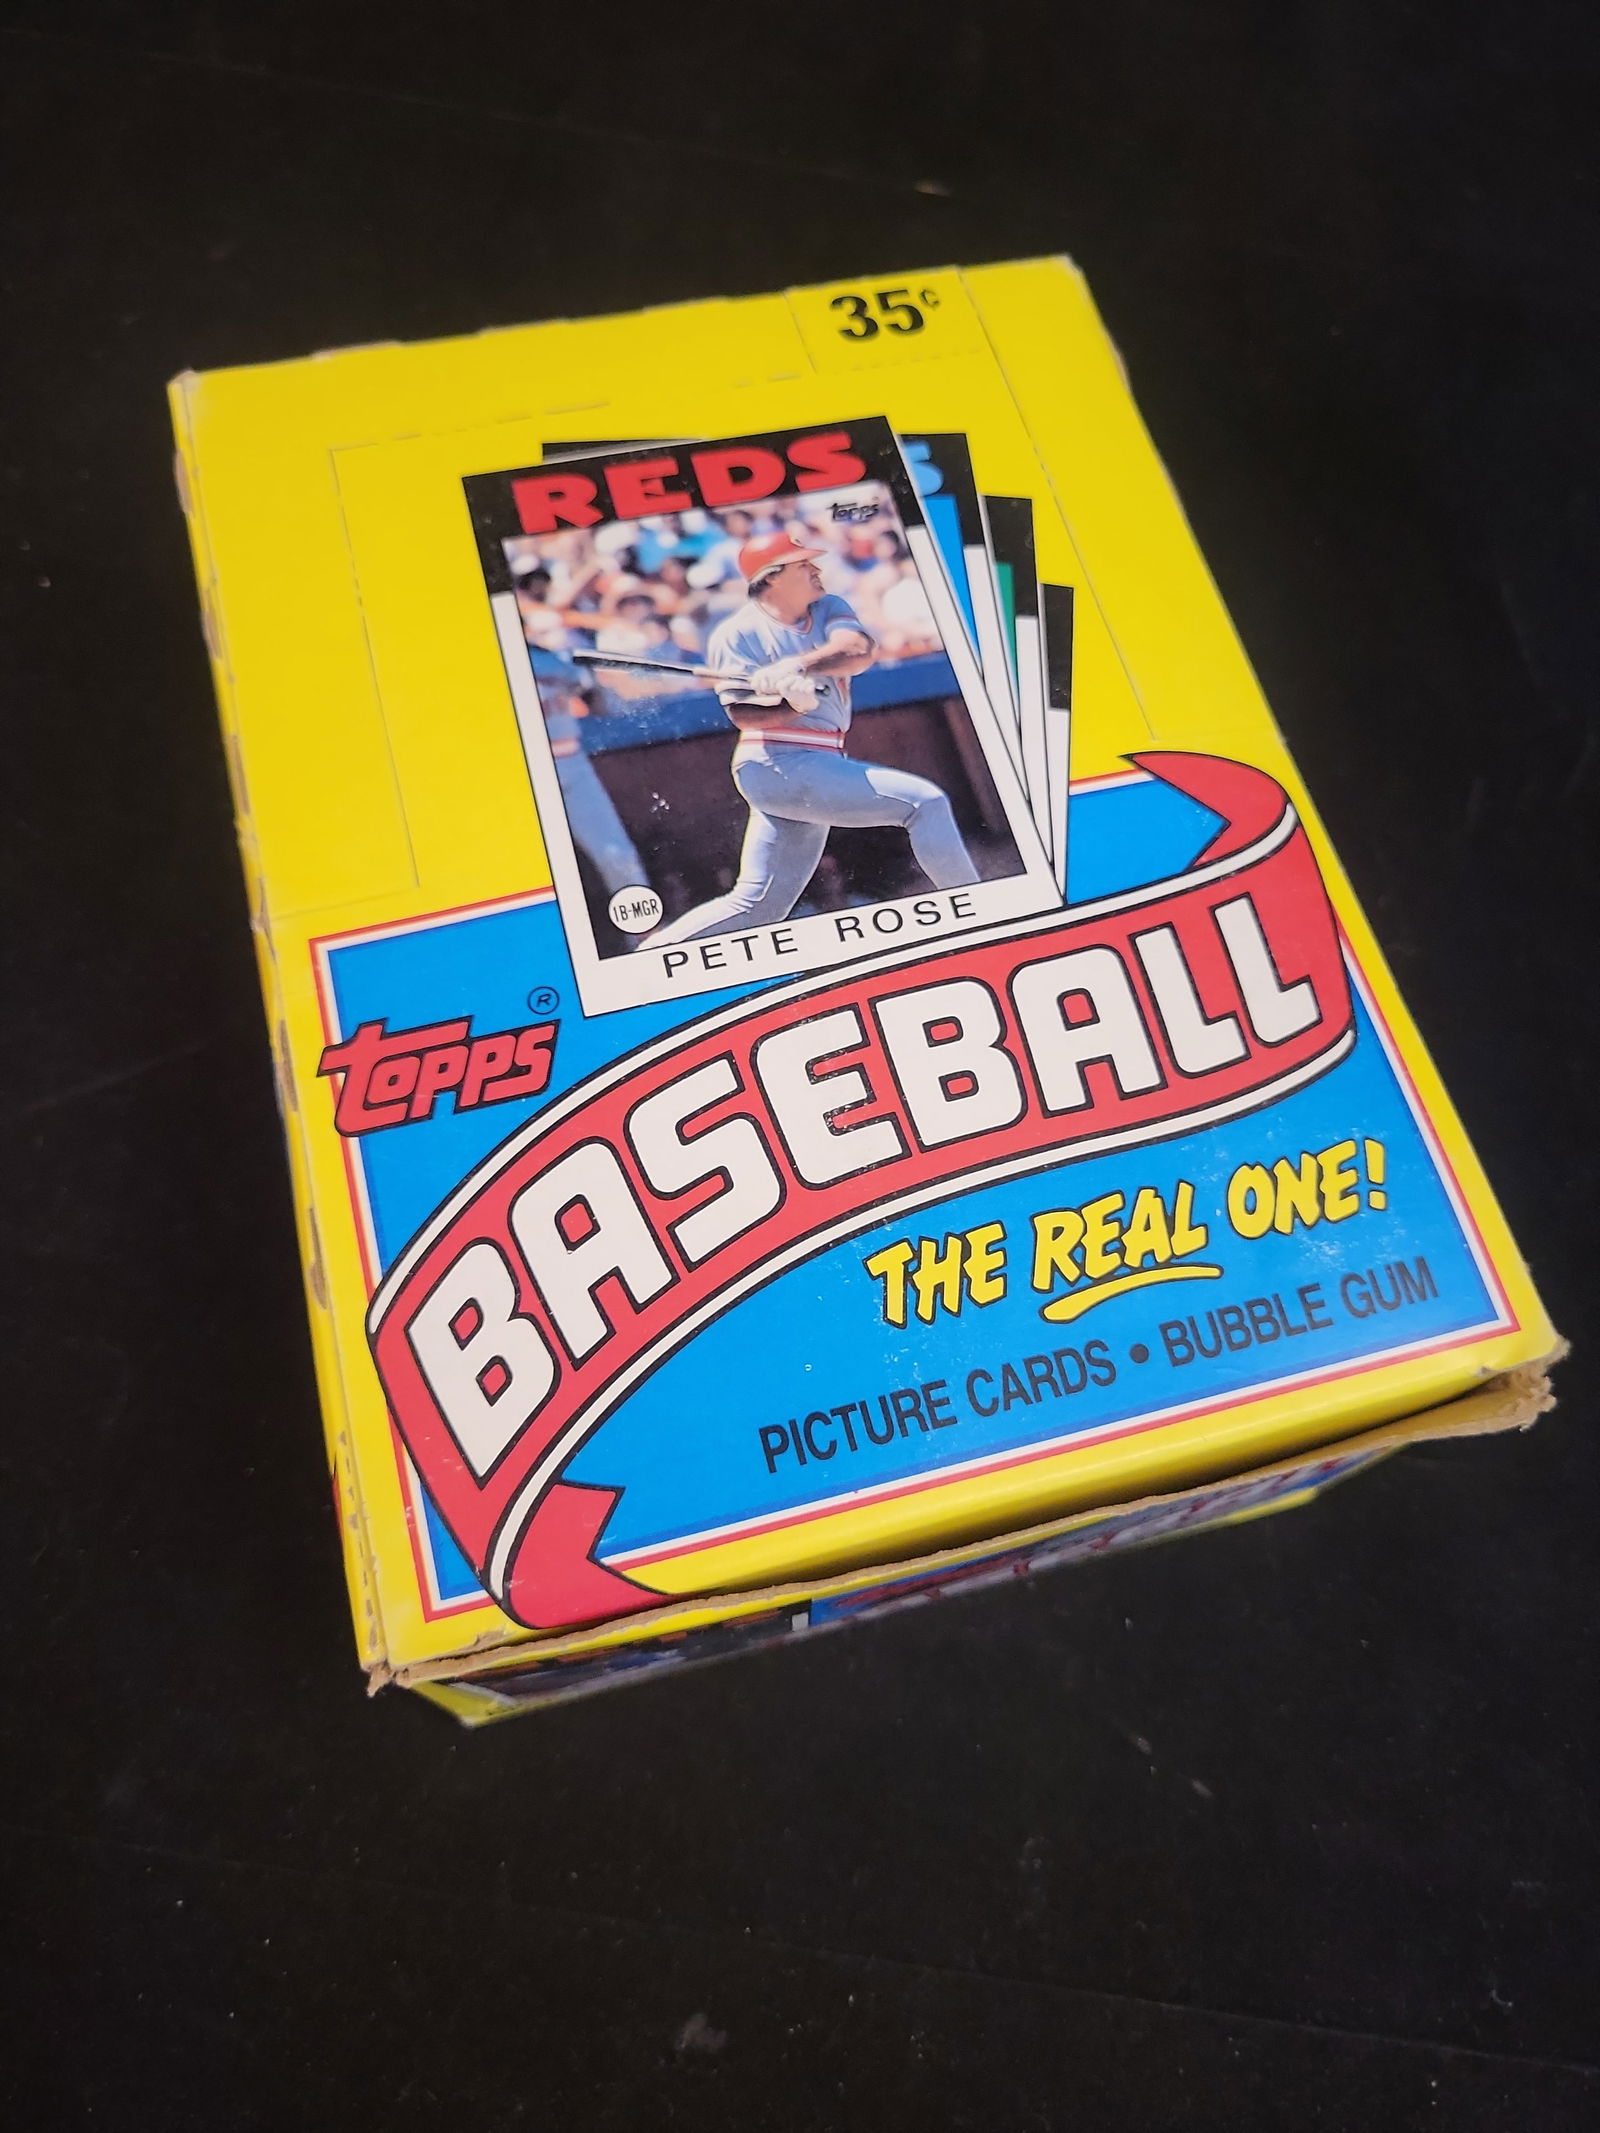 35¢
REDS
S
topps
1B-MGR
PETE ROSE
topps®
BASEBALL
THE REAL ONE!
PICTURE CARDS • BUBBLE GUM